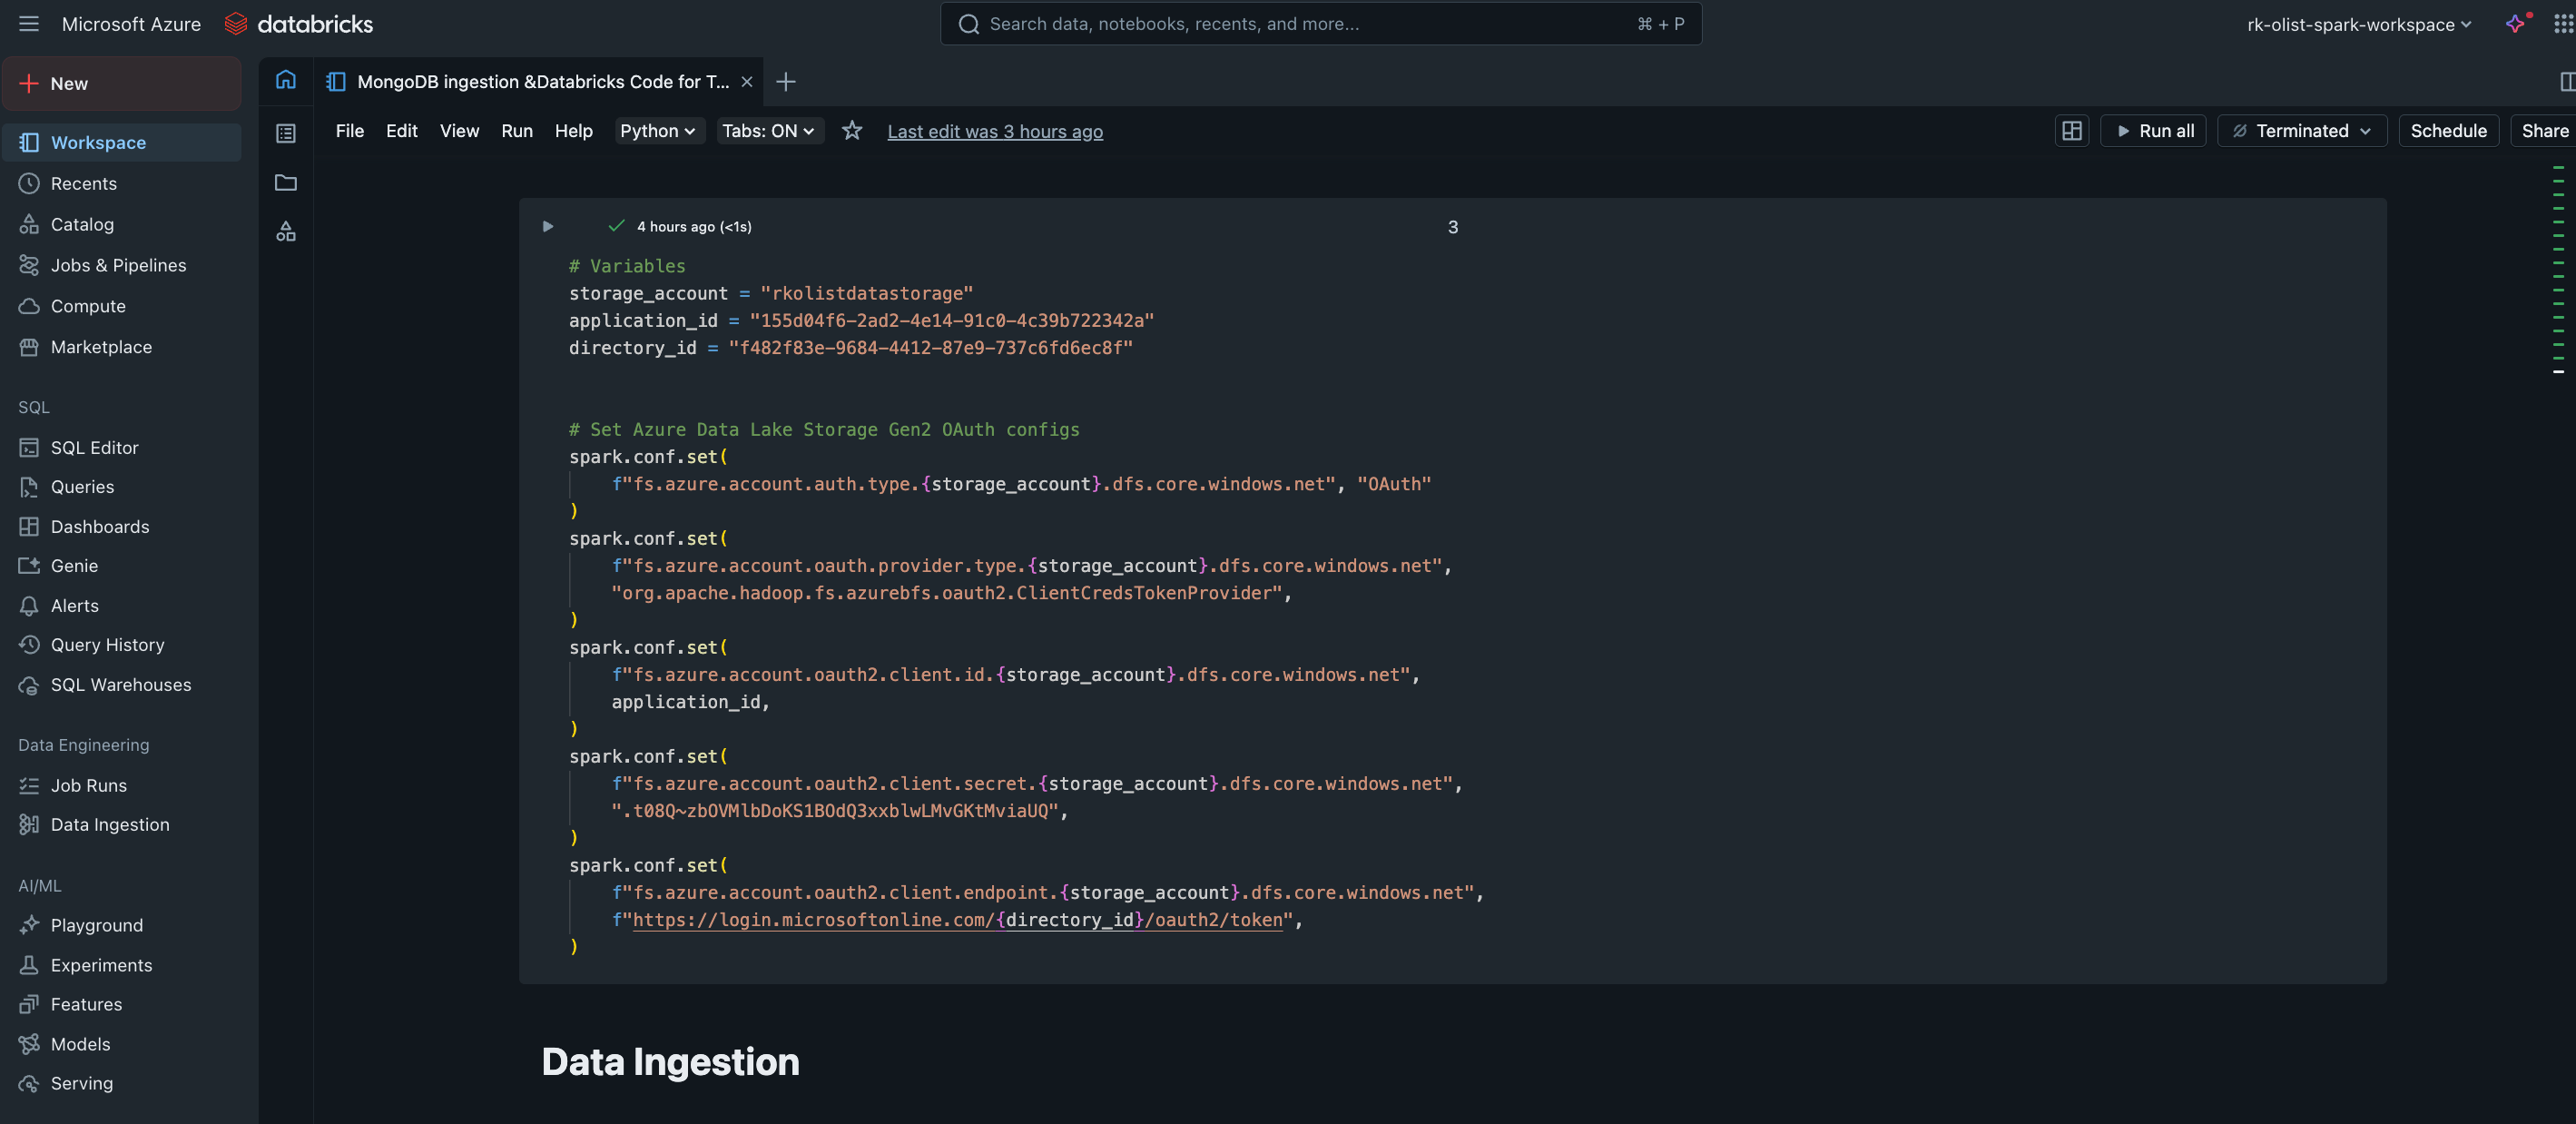 Microsoft Azure databricks
Search data, notebooks, recents, and more... ⌘ + P
rk-olist-spark-workspace
New
Workspace
Recents
Catalog
Jobs & Pipelines
Compute
Marketplace
SQL
SQL Editor
Queries
Dashboards
Genie
Alerts
Query History
SQL Warehouses
Data Engineering
Job Runs
Data Ingestion
AI/ML
Playground
Experiments
Features
Models
Serving
MongoDB ingestion &Databricks Code for T...
File Edit View Run Help Python Tabs: ON Last edit was 3 hours ago
Run all Terminated Schedule Share
4 hours ago (<1s) 3
# Variables
storage_account = "rkolistdatastorage"
application_id = "155d04f6-2ad2-4e14-91c0-4c39b722342a"
directory_id = "f482f83e-9684-4412-87e9-737c6fd6ec8f"
# Set Azure Data Lake Storage Gen2 OAuth configs
spark.conf.set(
f"fs.azure.account.auth.type.{storage_account}.dfs.core.windows.net", "OAuth"
)
spark.conf.set(
f"fs.azure.account.oauth.provider.type.{storage_account}.dfs.core.windows.net",
"org.apache.hadoop.fs.azurebfs.oauth2.ClientCredsTokenProvider",
)
spark.conf.set(
f"fs.azure.account.oauth2.client.id.{storage_account}.dfs.core.windows.net",
application_id,
)
spark.conf.set(
f"fs.azure.account.oauth2.client.secret.{storage_account}.dfs.core.windows.net",
".t08Q~zbOVMlbDoKS1BOdQ3xxblwLMvGKtMviaUQ",
)
spark.conf.set(
f"fs.azure.account.oauth2.client.endpoint.{storage_account}.dfs.core.windows.net",
f"https://login.microsoftonline.com/{directory_id}/oauth2/token",
)
Data Ingestion